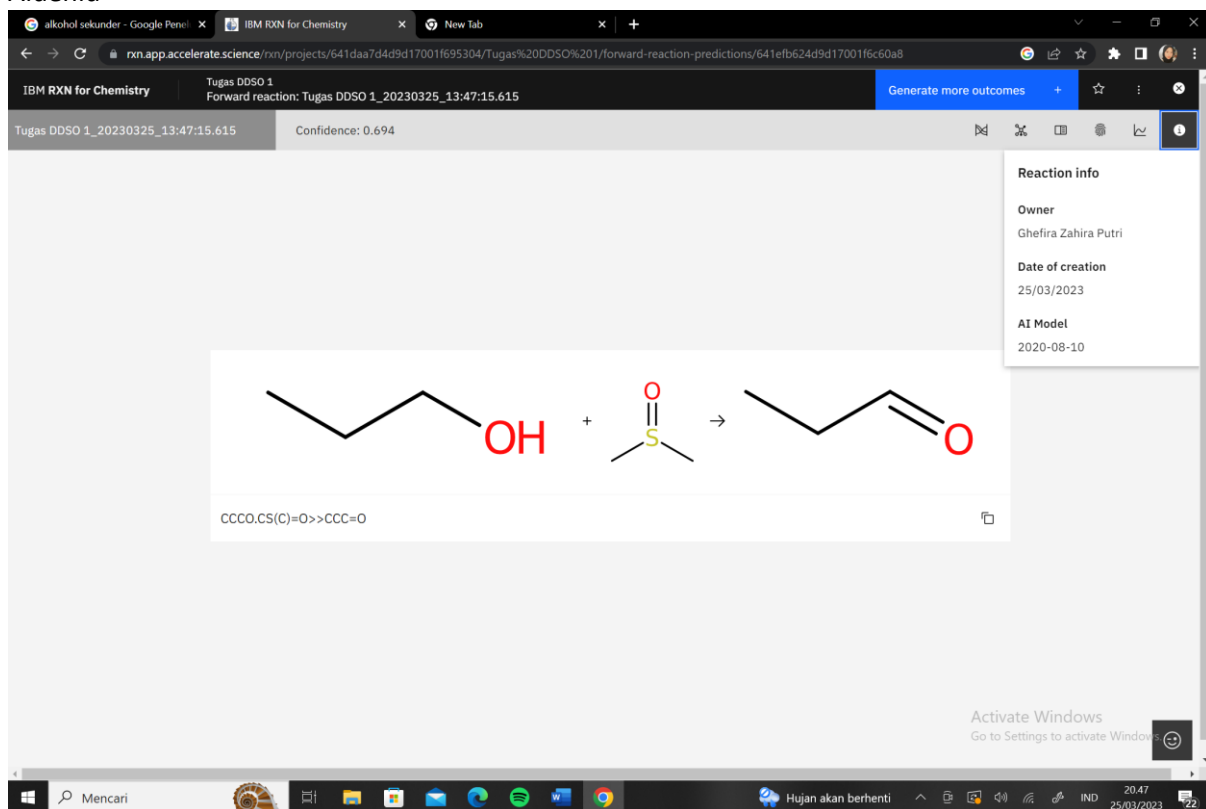 alkohol sekunder - Google Penel
IBM RXN for Chemistry
New Tab
rxn.app.accelerate.science/rxn/projects/641daa7d4d9d17001f695304/Tugas%20DDSO%201/forward-reaction-predictions/641efb624d9d17001f6c60a8
IBM RXN for Chemistry
Tugas DDSO 1
Forward reaction: Tugas DDSO 1_20230325_13:47:15.615
Generate more outcomes +
Tugas DDSO 1_20230325_13:47:15.615
Confidence: 0.694
Reaction info
Owner
Ghefira Zahira Putri
Date of creation
25/03/2023
AI Model
2020-08-10
OH + O S → O
CCCO.CS(C)=O>>CCC=O
Activate Windows
Go to Settings to activate Windows.
Mencari
Hujan akan berhenti
IND
20.47
25/03/2023
22